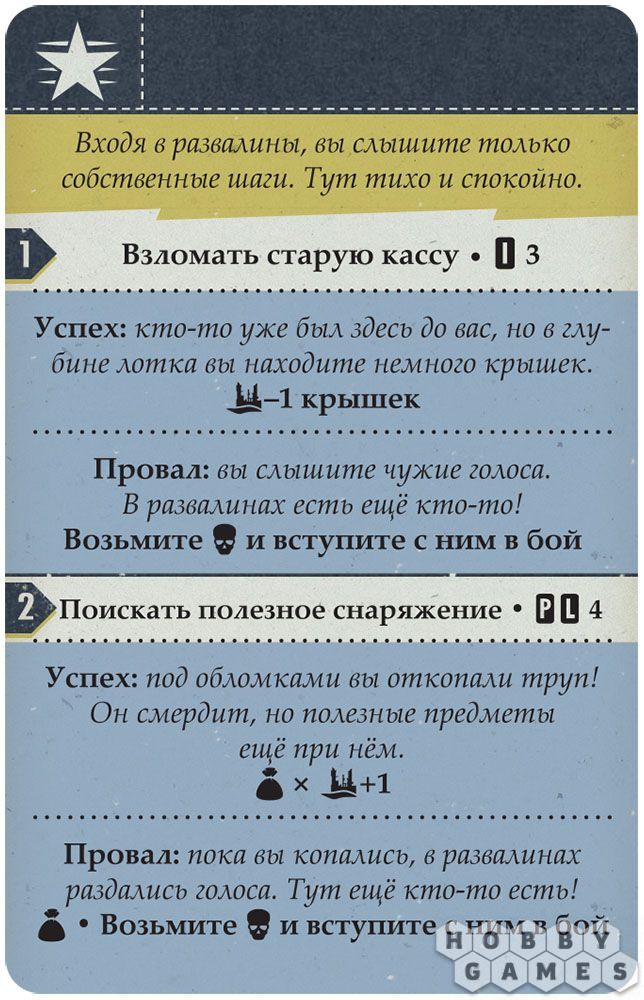 Входя в развалины, вы слышите только
собственные шаги. Тут тихо и спокойно.
1 Взломать старую кассу • I 3
Успех: кто-то уже был здесь до вас, но в глу-
бине лотка вы находите немного крышек.
–1 крышек
Провал: вы слышите чужие голоса.
В развалинах есть ещё кто-то!
Возьмите и вступите с ним в бой
2 Поискать полезное снаряжение • P L 4
Успех: под обломками вы откопали труп!
Он смердит, но полезные предметы
ещё при нём.
× +1
Провал: пока вы копались, в развалинах
раздались голоса. Тут ещё кто-то есть!
• Возьмите и вступите с ним в бой
HOBBY
GAMES